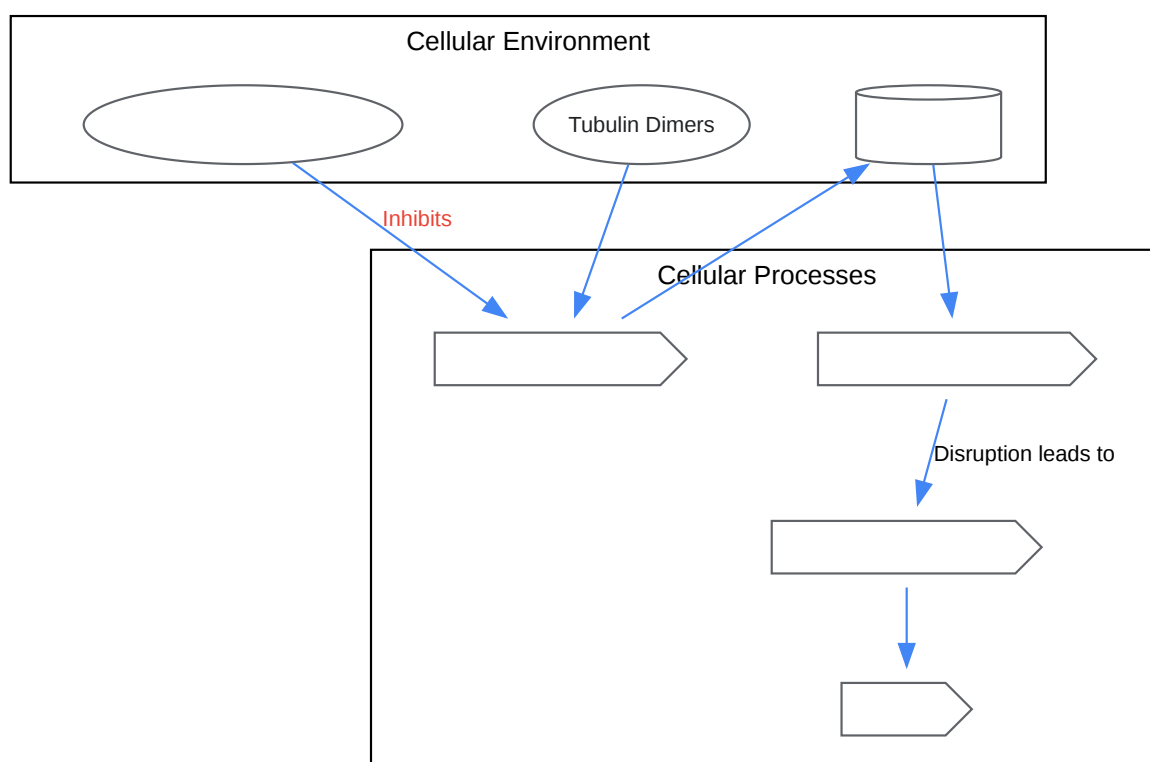 Cellular Environment
Tubulin Dimers
Inhibits
Cellular Processes
Disruption leads to